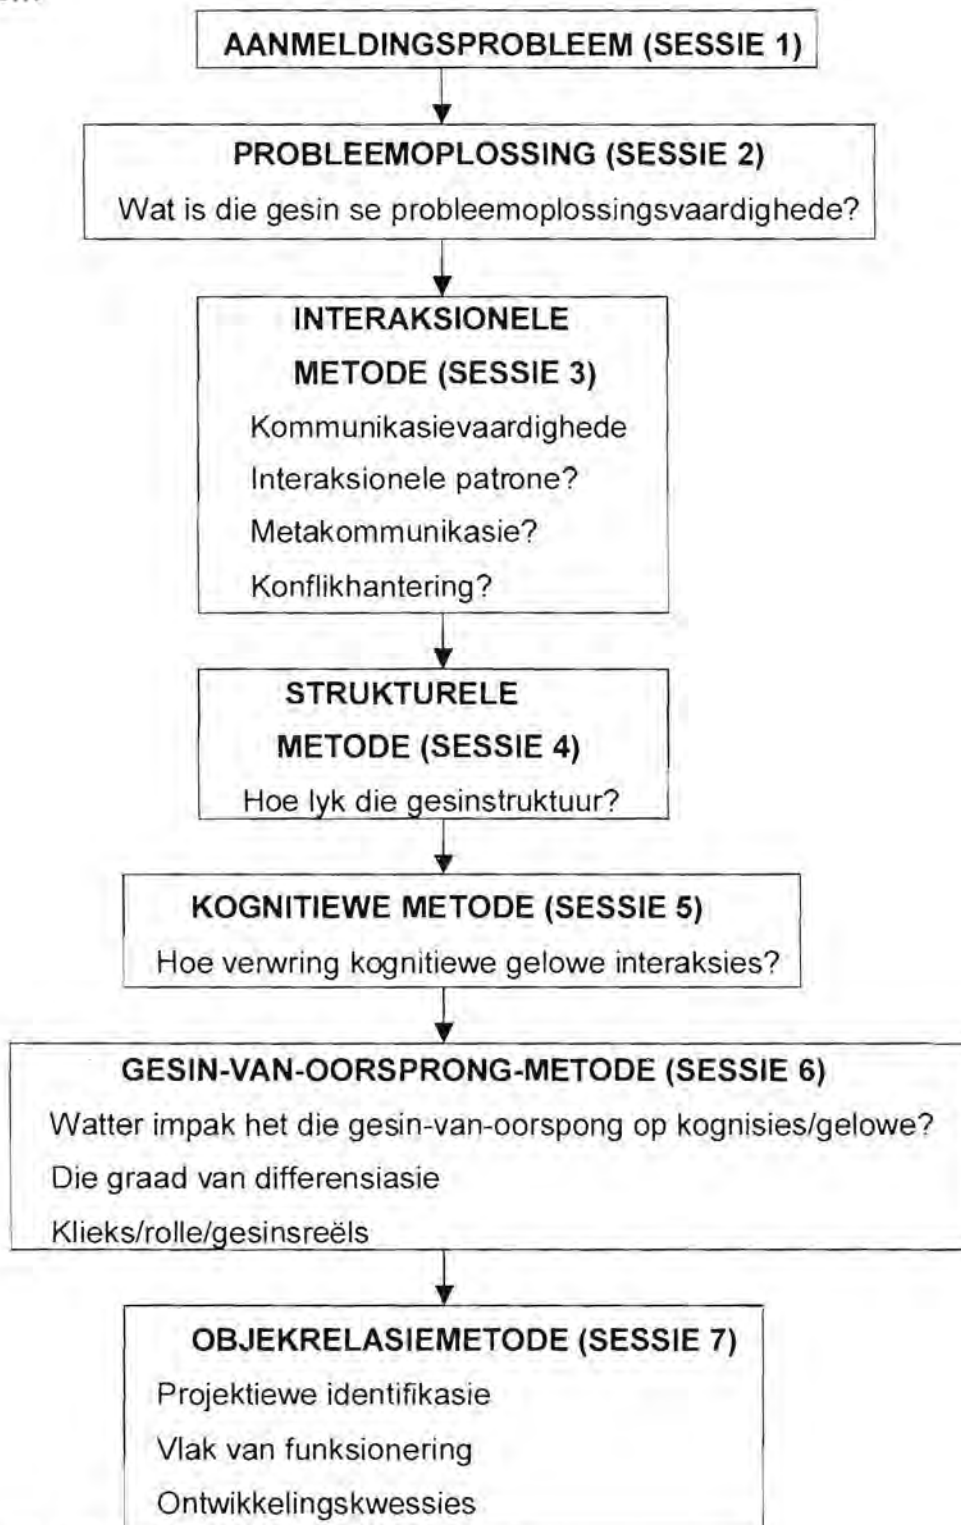 AANMELDINGSPROBLEEM (SESSIE 1)
PROBLEEMOPLOSSING (SESSIE 2)
Wat is die gesin se probleemoplossingsvaardighede?
INTERAKSIONELE
METODE (SESSIE 3)
Kommunikasievaardighede
Interaksionele patrone?
Metakommunikasie?
Konflikhantering?
STRUKTURELE
METODE (SESSIE 4)
Hoe lyk die gesinstruktuur?
KOGNITIEWE METODE (SESSIE 5)
Hoe verwring kognitiewe gelowe interaksies?
GESIN-VAN-OORSPRONG-METODE (SESSIE 6)
Watter impak het die gesin-van-oorspong op kognisies/gelowe?
Die graad van differensiasie
Klieks/rolle/gesinsreëls
OBJEKRELASIEMETODE (SESSIE 7)
Projektiewe identifikasie
Vlak van funksionering
Ontwikkelingskwessies